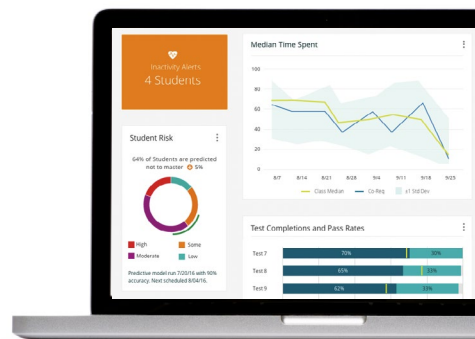 Inactivity Alerts
4 Students
Student Risk
64% of Students are predicted
not to master 5%
High
Some
Moderate
Low
Predictive model run 7/20/16 with 90%
accuracy. Next scheduled 8/04/16.
Median Time Spent
100
80
60
40
20
0
8/7 8/14 8/21 8/28 9/4 9/11 9/18 9/25
Class Median Co-Req ±1 Std Dev
Test Completions and Pass Rates
Test 7 70% 30%
Test 8 65% 33%
Test 9 62% 33%